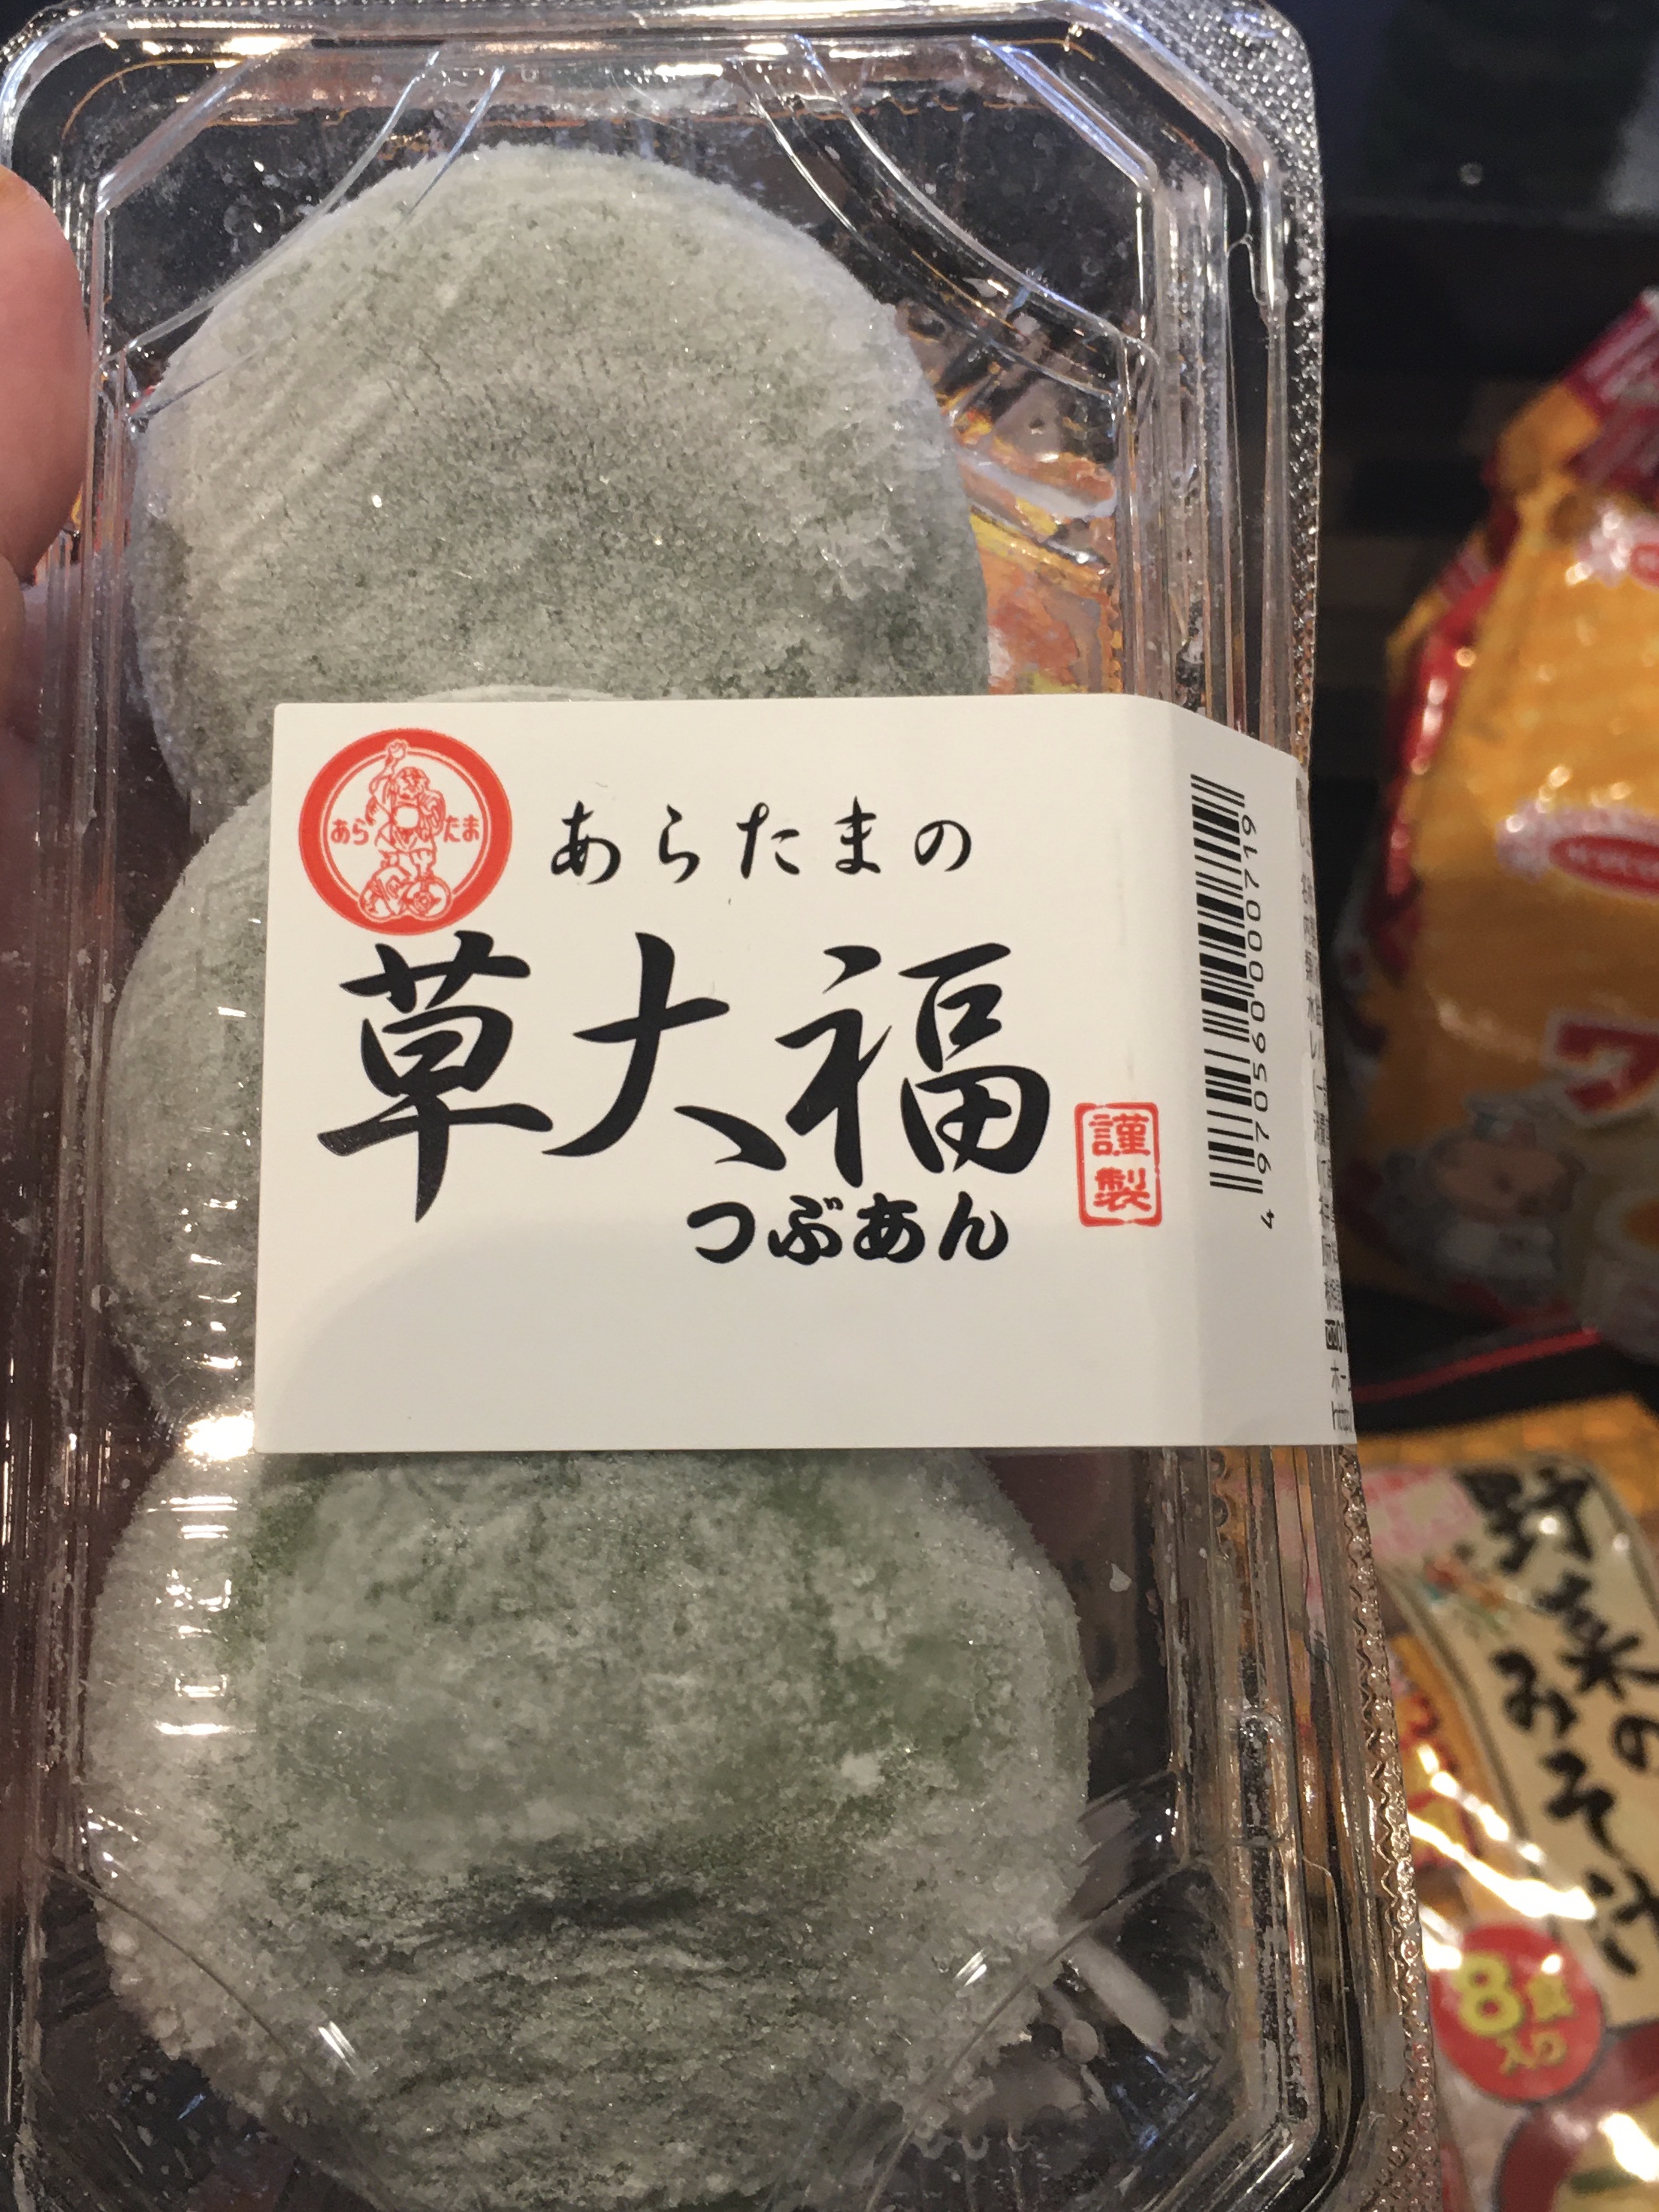 あらたま
あらたまの
草大福
つぶあん
謹製
4970560000719
野菜の
みそ汁
8食
入り